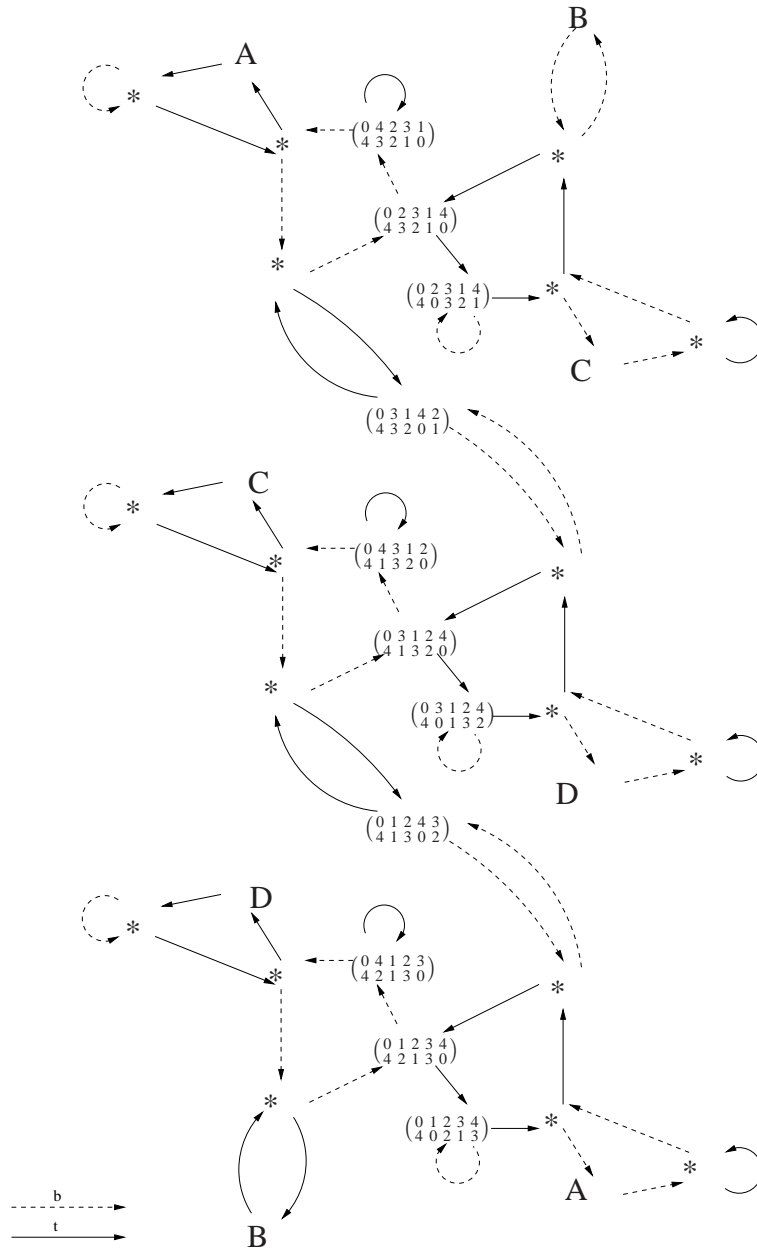 B
A
*
( 0 4 2 3 1
4 3 2 1 0 )
*
*
( 0 2 3 1 4
4 3 2 1 0 )
*
( 0 2 3 1 4
4 0 3 2 1 )
*
*
C
( 0 3 1 4 2
4 3 2 0 1 )
C
*
( 0 4 3 1 2
4 1 3 2 0 )
*
*
( 0 3 1 2 4
4 1 3 2 0 )
*
( 0 3 1 2 4
4 0 1 3 2 )
*
*
D
( 0 1 2 4 3
4 1 3 0 2 )
D
*
( 0 4 1 2 3
4 2 1 3 0 )
*
*
( 0 1 2 3 4
4 2 1 3 0 )
*
( 0 1 2 3 4
4 0 2 1 3 )
*
*
A
b
t
B